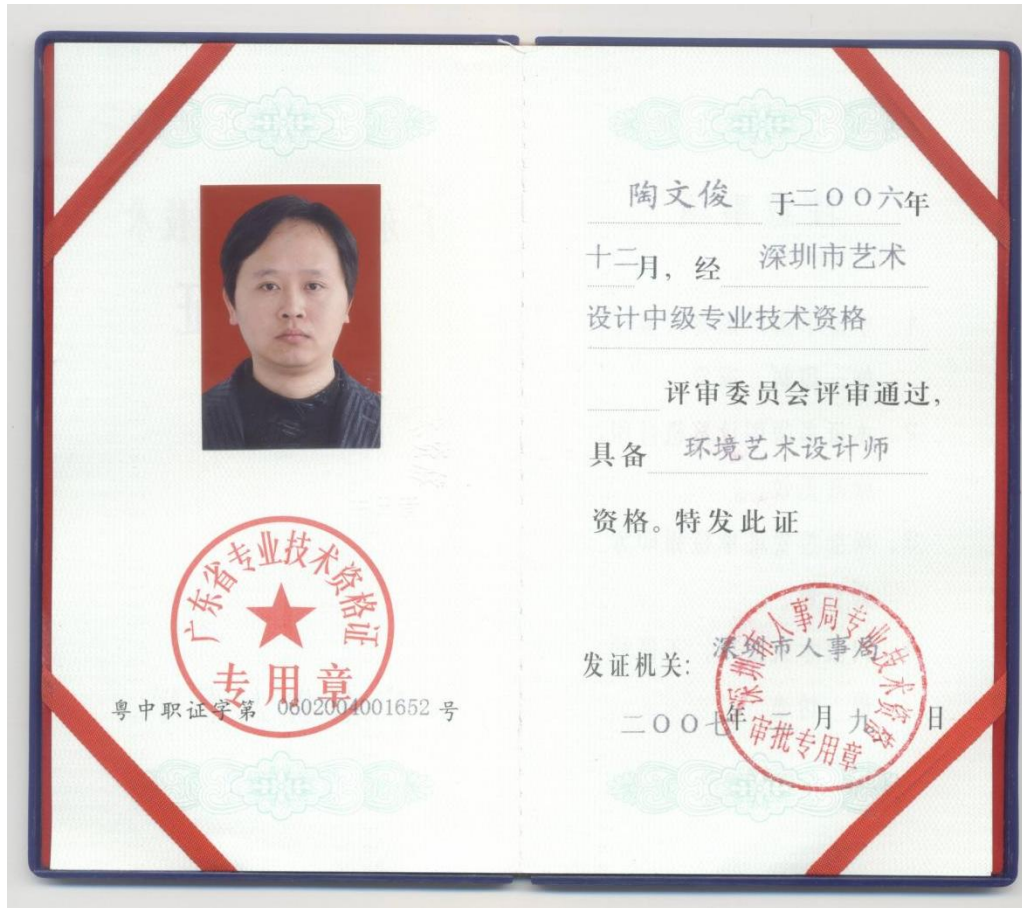 广东省专业技术资格证
专用章
粤中职证字第 0602004001652 号
陶文俊 于二００六年
十二月，经 深圳市艺术
设计中级专业技术资格
评审委员会评审通过，
具备 环境艺术设计师
资格。特发此证
发证机关：深圳市人事局
二００七年二月九日
深圳市人事局专业技术资格
审批专用章